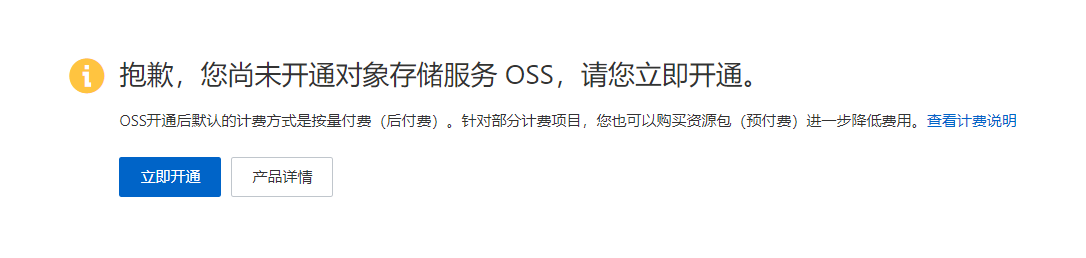 抱歉，您尚未开通对象存储服务 OSS，请您立即开通。
OSS开通后默认的计费方式是按量付费（后付费）。针对部分计费项目，您也可以购买资源包（预付费）进一步降低费用。查看计费说明
立即开通 产品详情